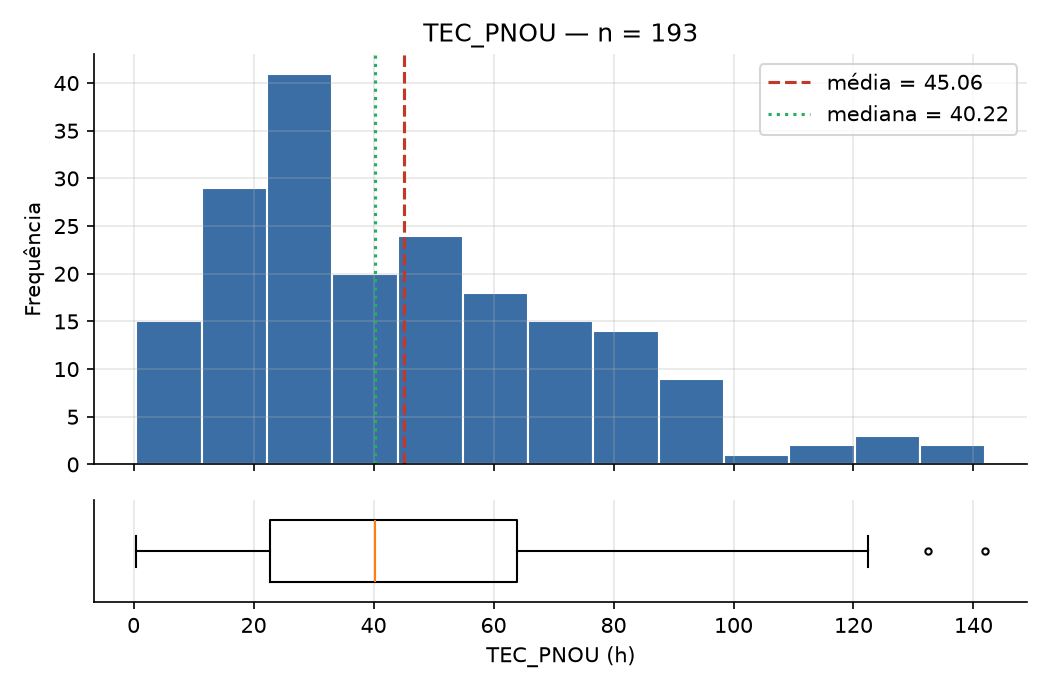 TEC_PNOU — n = 193
média = 45.06
mediana = 40.22
Frequência
40
35
30
25
20
15
10
5
0
0 20 40 60 80 100 120 140
TEC_PNOU (h)